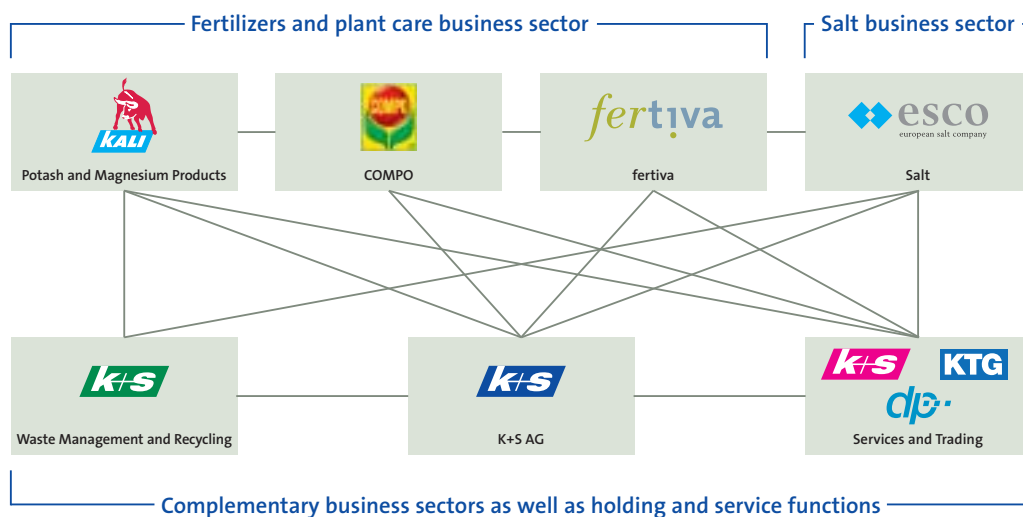 Fertilizers and plant care business sector
Salt business sector
KALI
COMPO
fertiva
esco
european salt company
Potash and Magnesium Products
COMPO
fertiva
Salt
k+s
k+s
k+s
KTG
dp
Waste Management and Recycling
K+S AG
Services and Trading
Complementary business sectors as well as holding and service functions